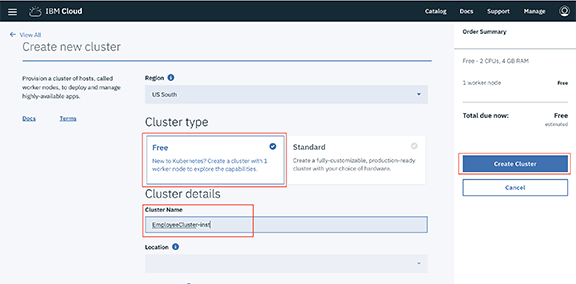 IBM Cloud
Catalog Docs Support Manage
View All
Create new cluster
Provision a cluster of hosts, called
worker nodes, to deploy and manage
highly-available apps.
Docs Terms
Region
US South
Cluster type
Free
New to Kubernetes? Create a cluster with 1
worker node to explore the capabilities.
Standard
Create a fully-customizable, production-ready
cluster with your choice of hardware.
Cluster details
Cluster Name
EmployeeCluster-inst
Location
Order Summary
Free - 2 CPUs, 4 GB RAM
1 worker node Free
Total due now: Free
estimated
Create Cluster
Cancel